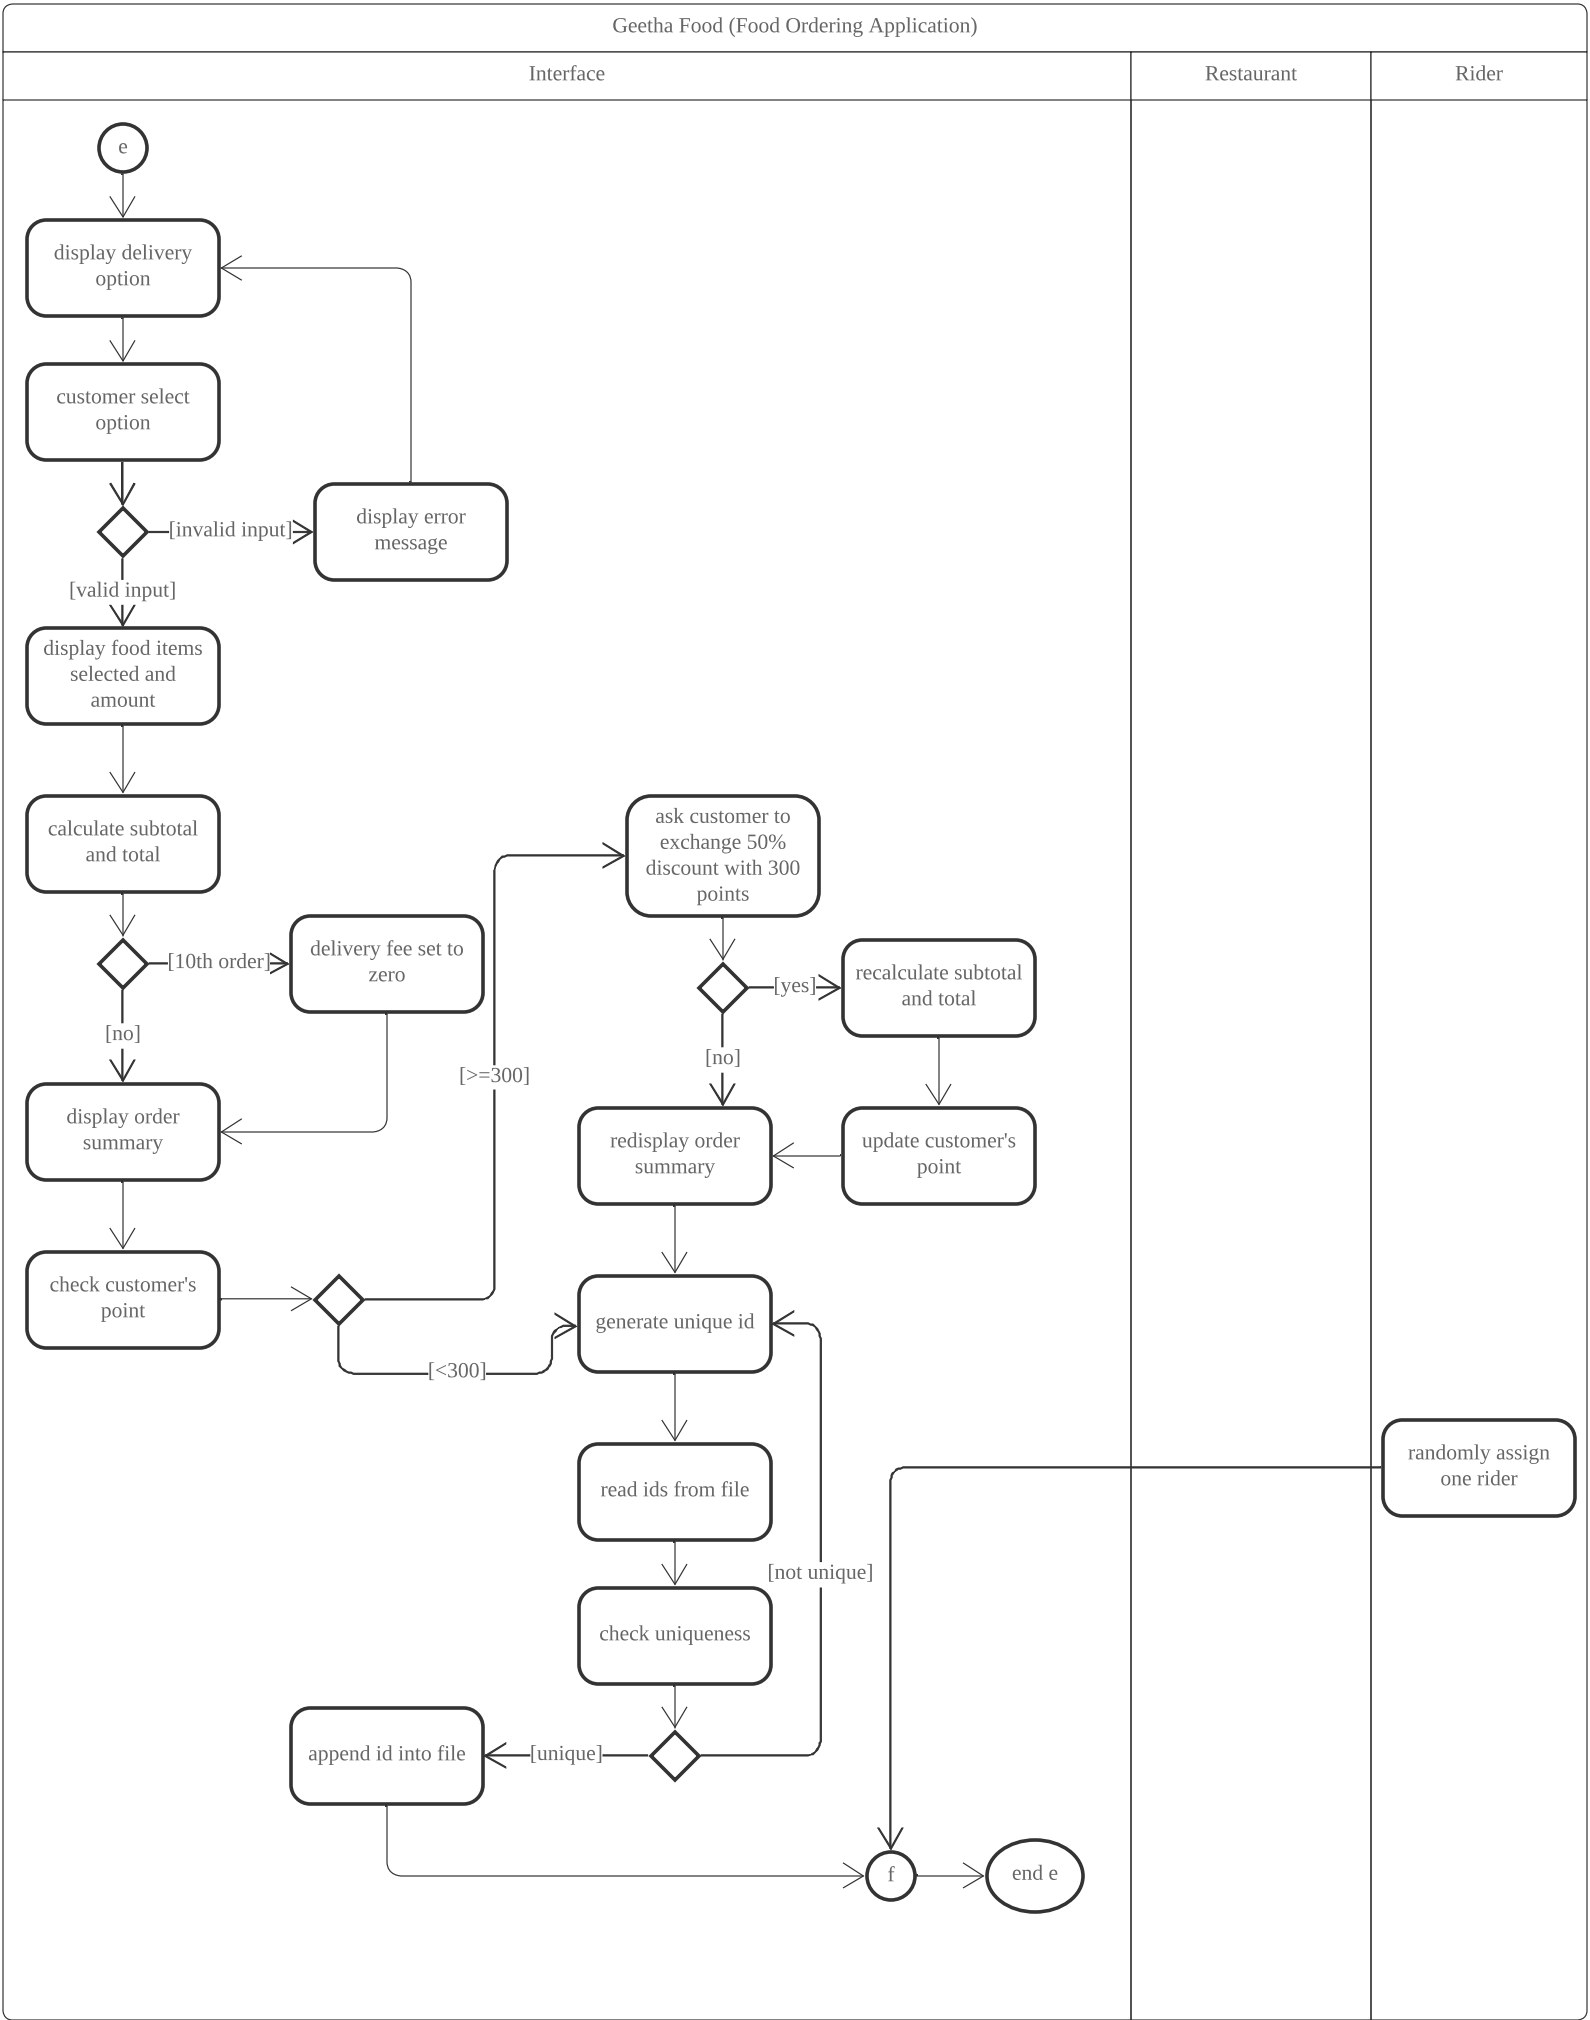 Geetha Food (Food Ordering Application)
Interface
Restaurant
Rider
e
display delivery
option
customer select
option
[invalid input]
display error
message
[valid input]
display food items
selected and
amount
calculate subtotal
and total
[10th order]
delivery fee set to
zero
[no]
display order
summary
check customer's
point
[>=300]
[<300]
ask customer to
exchange 50%
discount with 300
points
[yes]
recalculate subtotal
and total
[no]
redisplay order
summary
update customer's
point
generate unique id
read ids from file
[not unique]
check uniqueness
[unique]
append id into file
randomly assign
one rider
f
end e